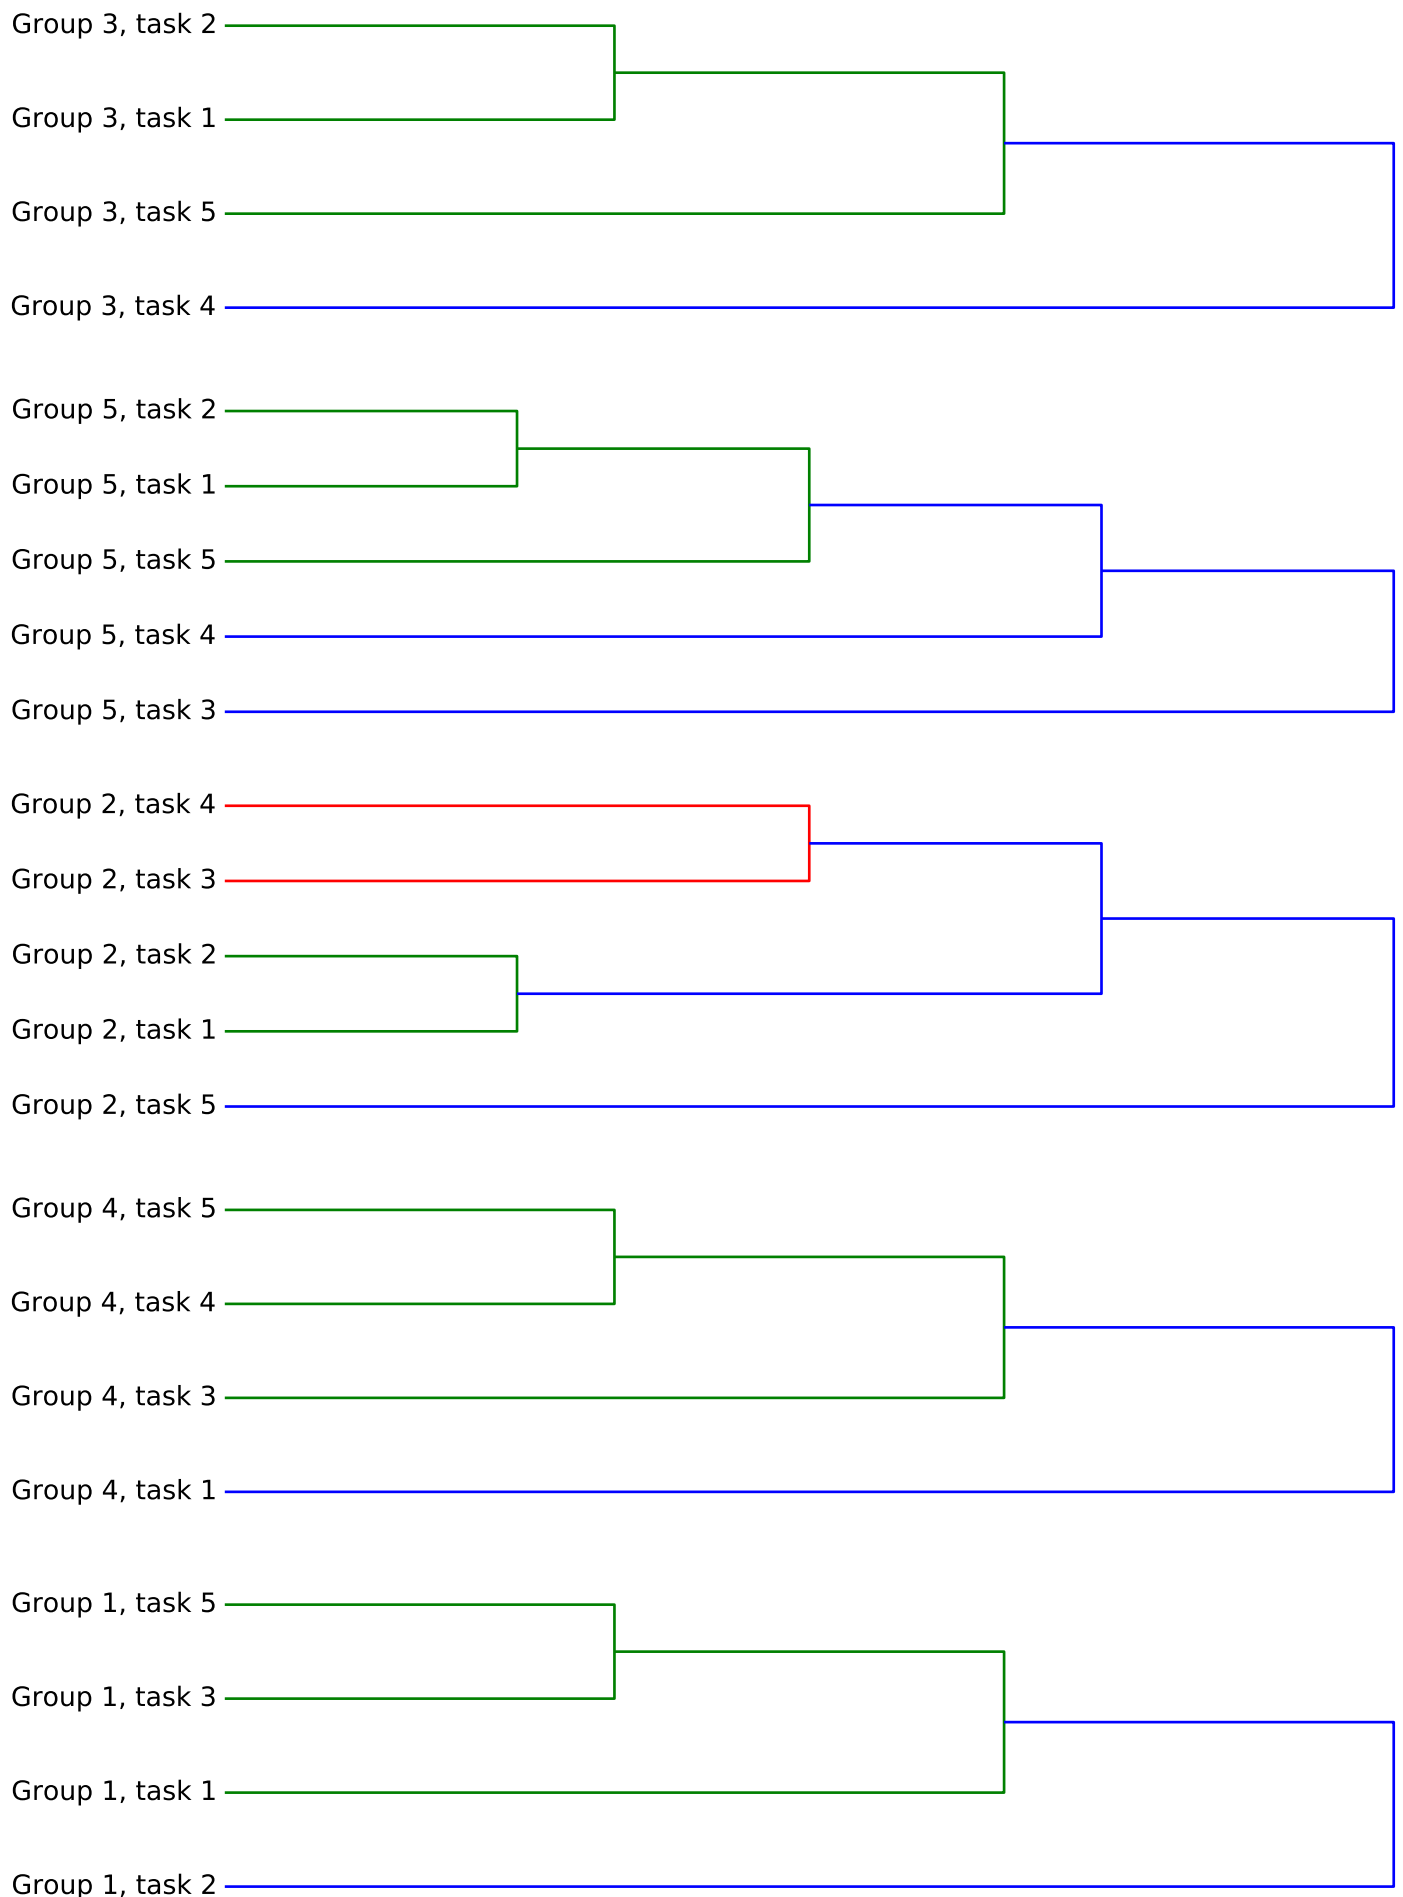 Group 3, task 2
Group 3, task 1
Group 3, task 5
Group 3, task 4
Group 5, task 2
Group 5, task 1
Group 5, task 5
Group 5, task 4
Group 5, task 3
Group 2, task 4
Group 2, task 3
Group 2, task 2
Group 2, task 1
Group 2, task 5
Group 4, task 5
Group 4, task 4
Group 4, task 3
Group 4, task 1
Group 1, task 5
Group 1, task 3
Group 1, task 1
Group 1, task 2